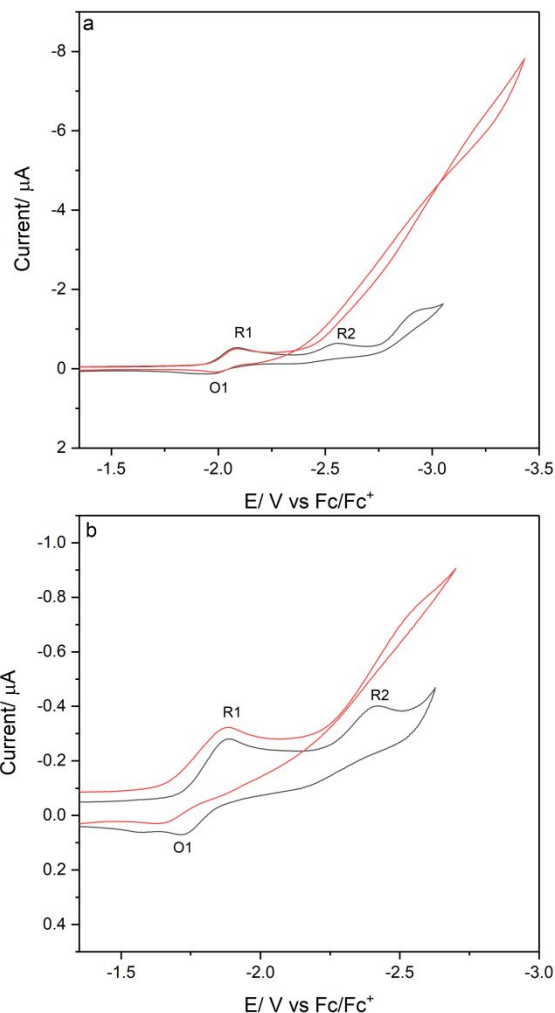 a
-8
-6
-4
-2
0
2
Current/ μA
R1
R2
O1
-1.5
-2.0
-2.5
-3.0
-3.5
E/ V vs Fc/Fc⁺
b
-1.0
-0.8
-0.6
-0.4
-0.2
0.0
0.2
0.4
Current/ μA
R1
R2
O1
-1.5
-2.0
-2.5
-3.0
E/ V vs Fc/Fc⁺